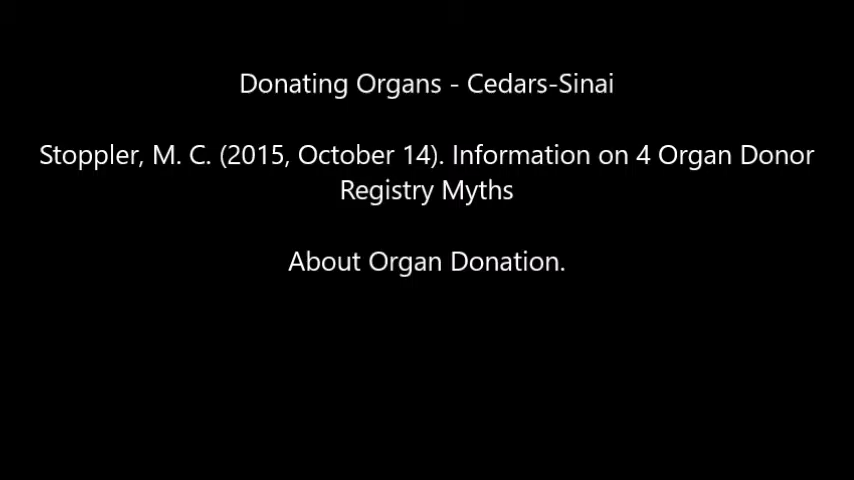 Donating Organs - Cedars-Sinai
Stoppler, M. C. (2015, October 14). Information on 4 Organ Donor
Registry Myths
About Organ Donation.